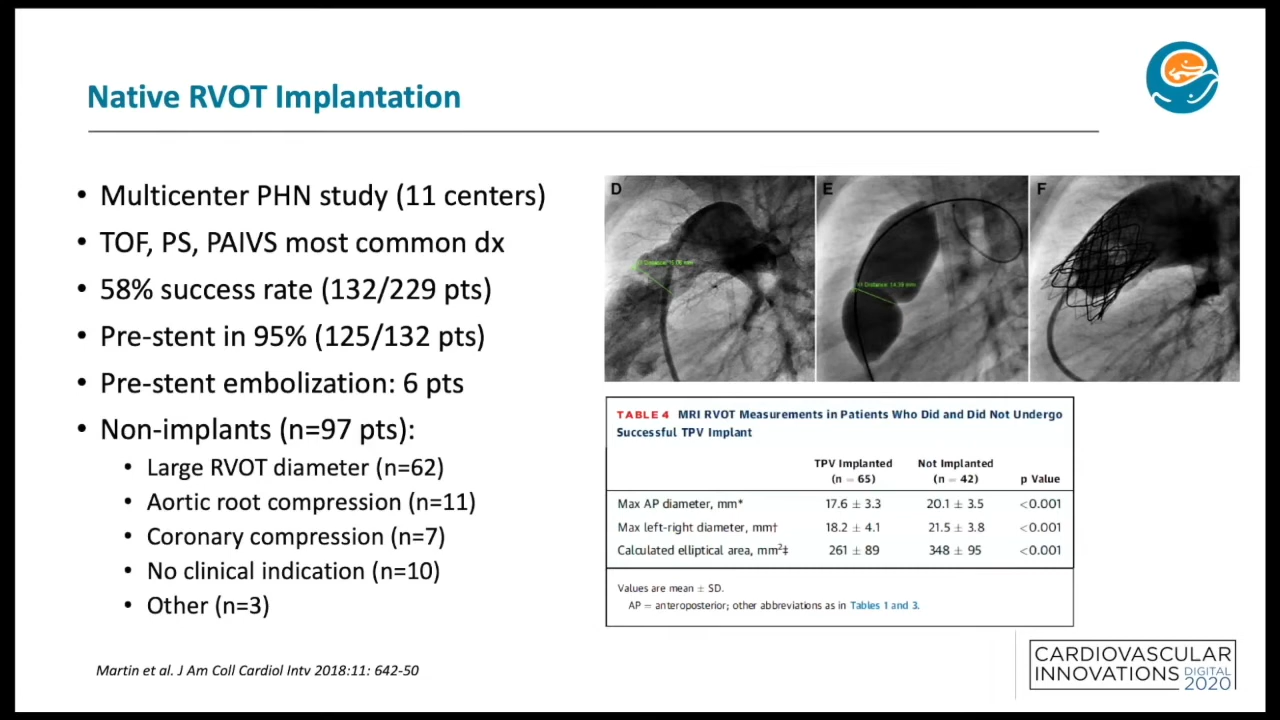 Native RVOT Implantation
• Multicenter PHN study (11 centers)
• TOF, PS, PAIVS most common dx
• 58% success rate (132/229 pts)
• Pre-stent in 95% (125/132 pts)
• Pre-stent embolization: 6 pts
• Non-implants (n=97 pts):
• Large RVOT diameter (n=62)
• Aortic root compression (n=11)
• Coronary compression (n=7)
• No clinical indication (n=10)
• Other (n=3)
Martin et al. J Am Coll Cardiol Intv 2018:11: 642-50
D
E
F
Distance: 14.39 mm
TABLE 4 MRI RVOT Measurements in Patients Who Did and Did Not Undergo
Successful TPV Implant
TPV Implanted Not Implanted
(n = 65) (n = 42) p Value
Max AP diameter, mm* 17.6 ± 3.3 20.1 ± 3.5 <0.001
Max left-right diameter, mm† 18.2 ± 4.1 21.5 ± 3.8 <0.001
Calculated elliptical area, mm²‡ 261 ± 89 348 ± 95 <0.001
Values are mean ± SD.
AP = anteroposterior; other abbreviations as in Tables 1 and 3.
CARDIOVASCULAR
INNOVATIONS DIGITAL
2020